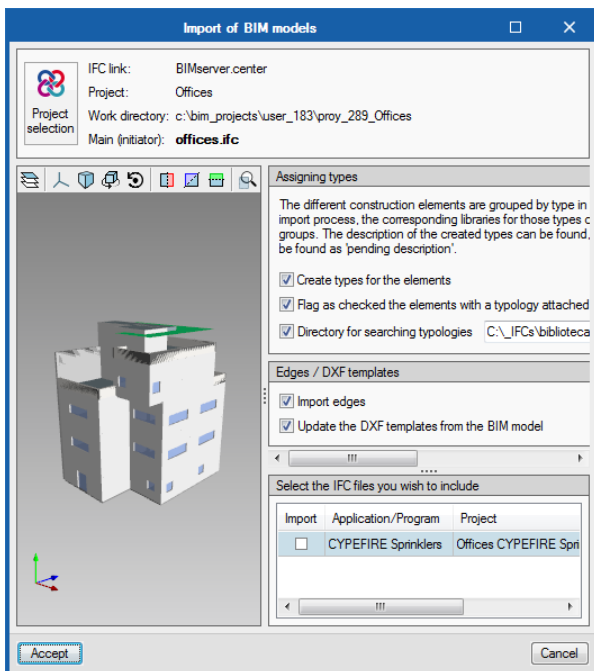 Import of BIM models
Project selection
IFC link: BIMserver.center
Project: Offices
Work directory: c:\bim_projects\user_183\proy_289_Offices
Main (initiator): offices.ifc
Assigning types
The different construction elements are grouped by type in
import process, the corresponding libraries for those types o
groups. The description of the created types can be found,
be found as 'pending description'.
Create types for the elements
Flag as checked the elements with a typology attached
Directory for searching typologies C:\_IFCs\biblioteca
Edges / DXF templates
Import edges
Update the DXF templates from the BIM model
Select the IFC files you wish to include
Import Application/Program Project
CYPEFIRE Sprinklers Offices CYPEFIRE Spri
Accept
Cancel